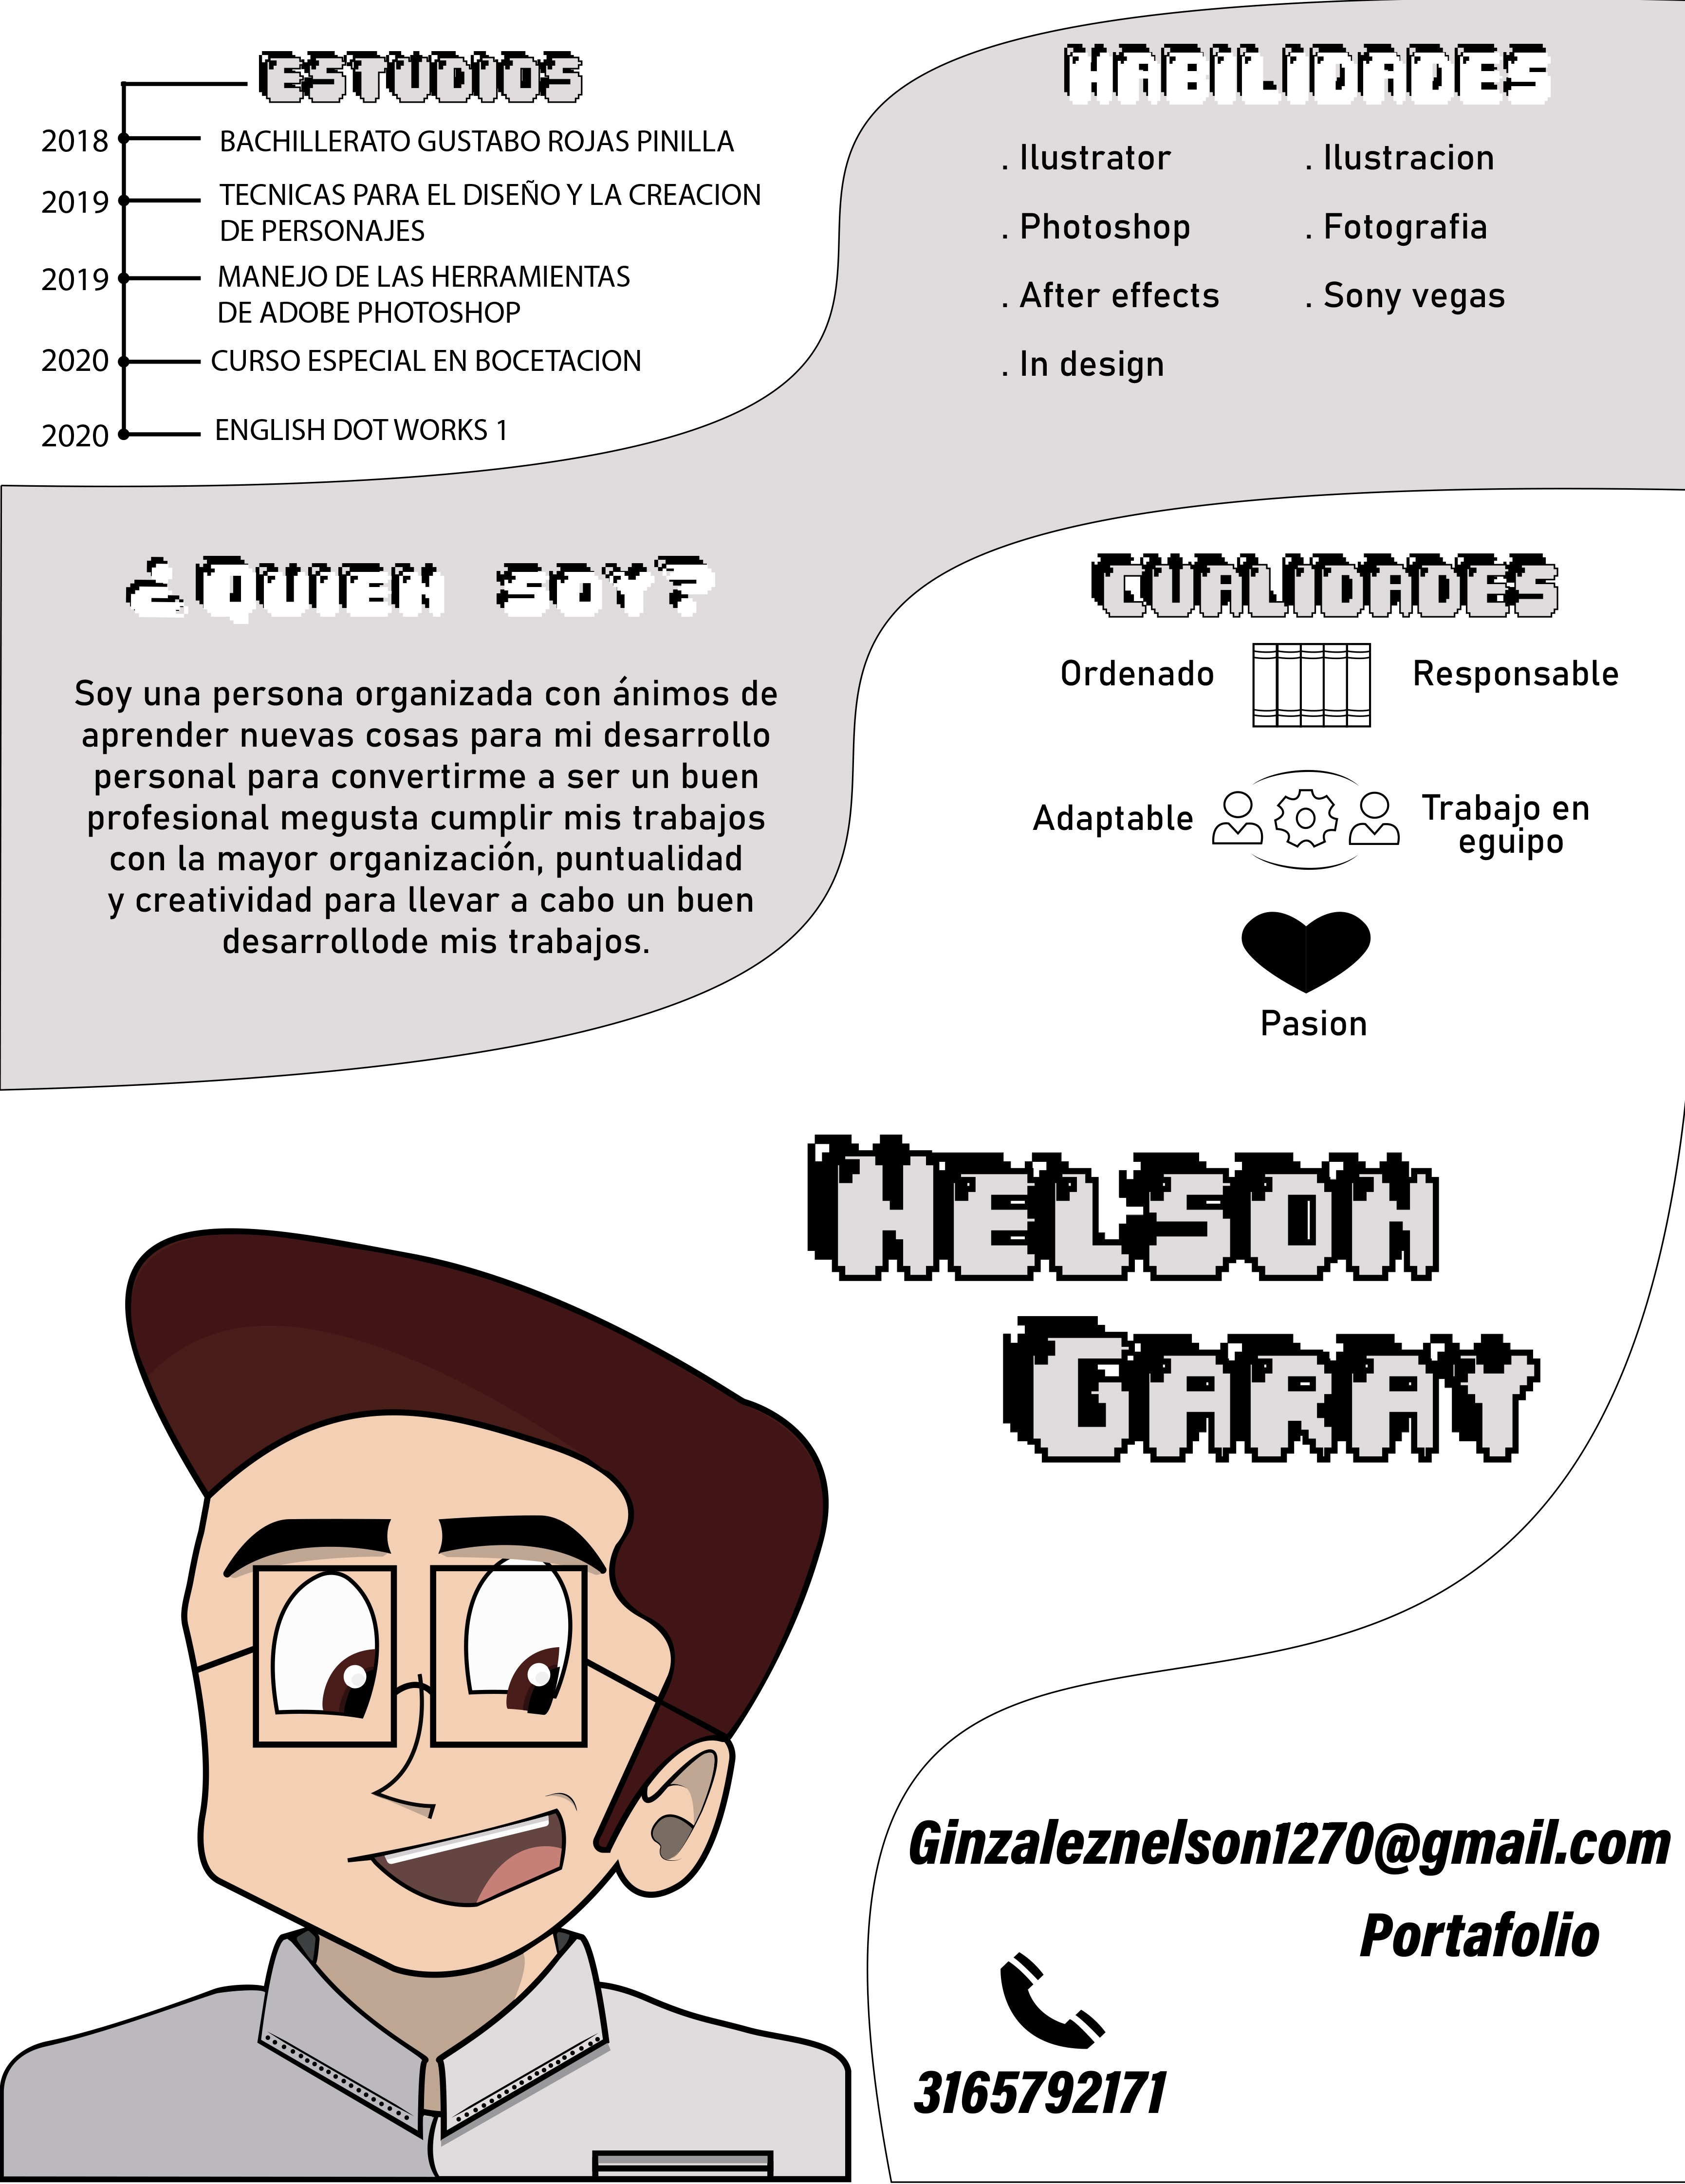 ESTUDIOS
2018 BACHILLERATO GUSTABO ROJAS PINILLA
2019 TECNICAS PARA EL DISEÑO Y LA CREACION
DE PERSONAJES
2019 MANEJO DE LAS HERRAMIENTAS
DE ADOBE PHOTOSHOP
2020 CURSO ESPECIAL EN BOCETACION
2020 ENGLISH DOT WORKS 1
HABILIDADES
. Ilustrator
. Photoshop
. After effects
. In design
. Ilustracion
. Fotografia
. Sony vegas
¿QUIEN SOY?
Soy una persona organizada con ánimos de
aprender nuevas cosas para mi desarrollo
personal para convertirme a ser un buen
profesional megusta cumplir mis trabajos
con la mayor organización, puntualidad
y creatividad para llevar a cabo un buen
desarrollode mis trabajos.
CUALIDADES
Ordenado
Responsable
Adaptable
Trabajo en
eguipo
Pasion
NELSON
GARAY
Ginzaleznelson1270@gmail.com
Portafolio
3165792171